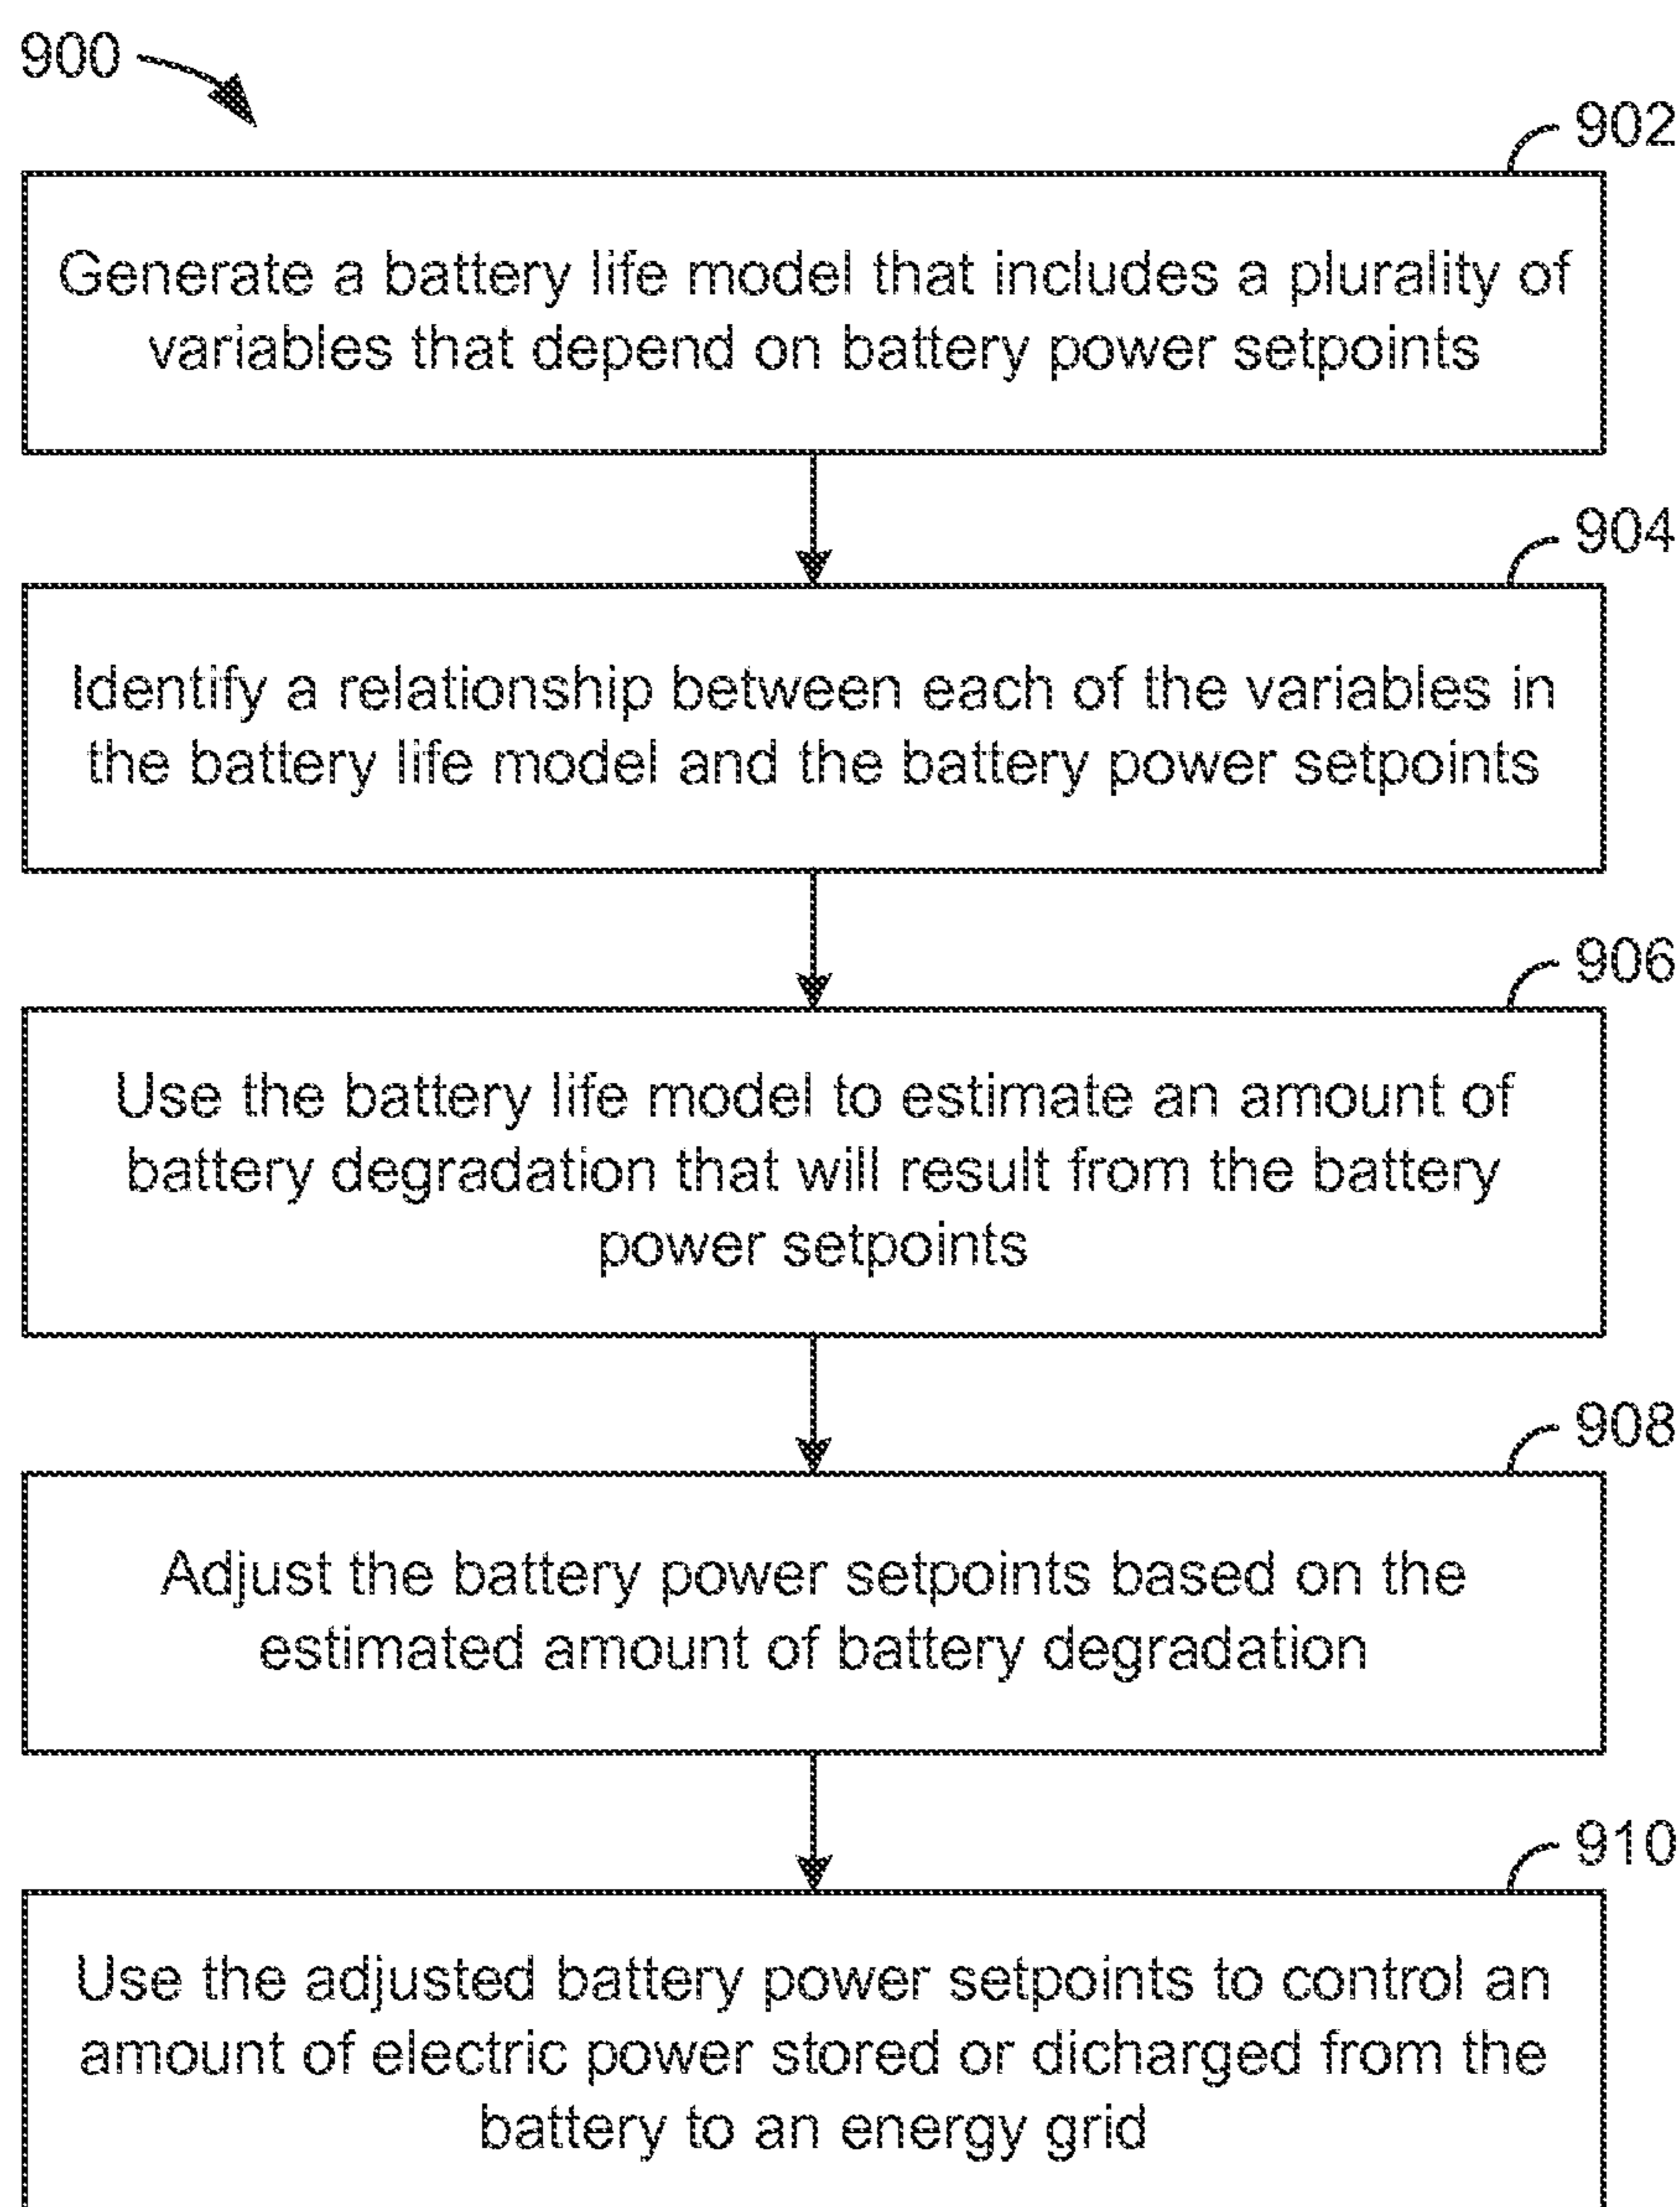 900
902
Generate a battery life model that includes a plurality of
variables that depend on battery power setpoints
904
Identify a relationship between each of the variables in
the battery life model and the battery power setpoints
906
Use the battery life model to estimate an amount of
battery degradation that will result from the battery
power setpoints
908
Adjust the battery power setpoints based on the
estimated amount of battery degradation
910
Use the adjusted battery power setpoints to control an
amount of electric power stored or dicharged from the
battery to an energy grid